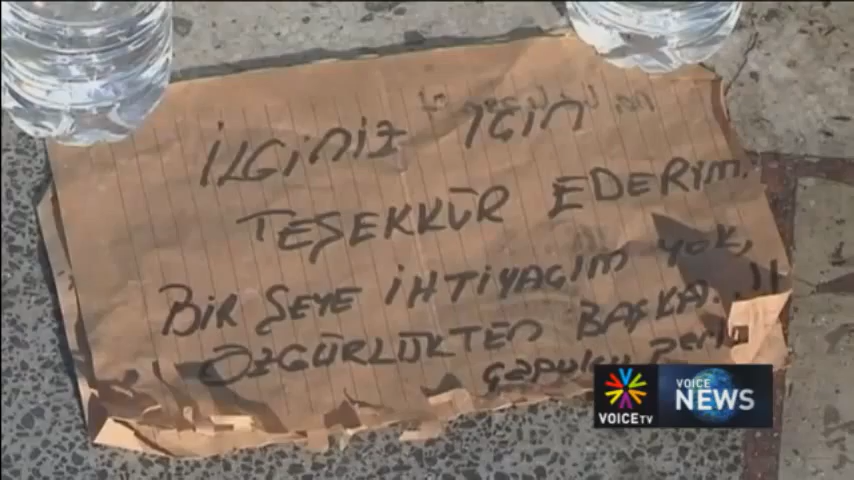 İLGİNİZ İÇİN
TEŞEKKÜR EDERİM.
BİR ŞEYE İHTİYACIM YOK,
ÖZGÜRLÜKTEN BAŞKA..!!
çapulcu
VOICE TV
VOICE
NEWS